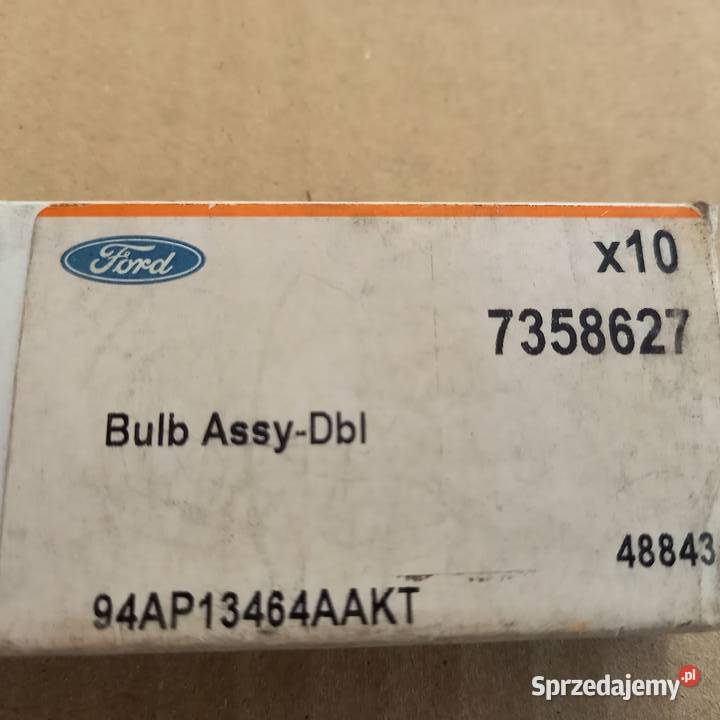 Ford
x10
7358627
Bulb Assy-Dbl
48843
94AP13464AAKT
Sprzedajemy.pl